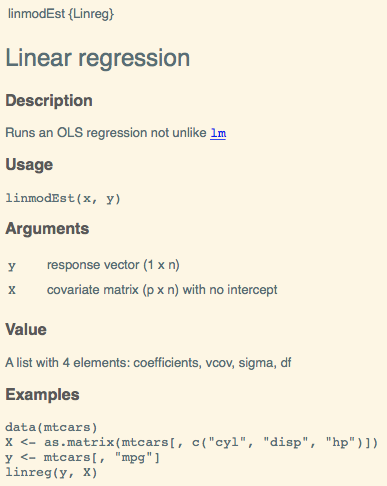 linmodEst {Linreg}
Linear regression
Description
Runs an OLS regression not unlike lm
Usage
linmodEst(x, y)
Arguments
y response vector (1 x n)
X covariate matrix (p x n) with no intercept
Value
A list with 4 elements: coefficients, vcov, sigma, df
Examples
data(mtcars)
X <- as.matrix(mtcars[, c("cyl", "disp", "hp")])
y <- mtcars[, "mpg"]
linreg(y, X)